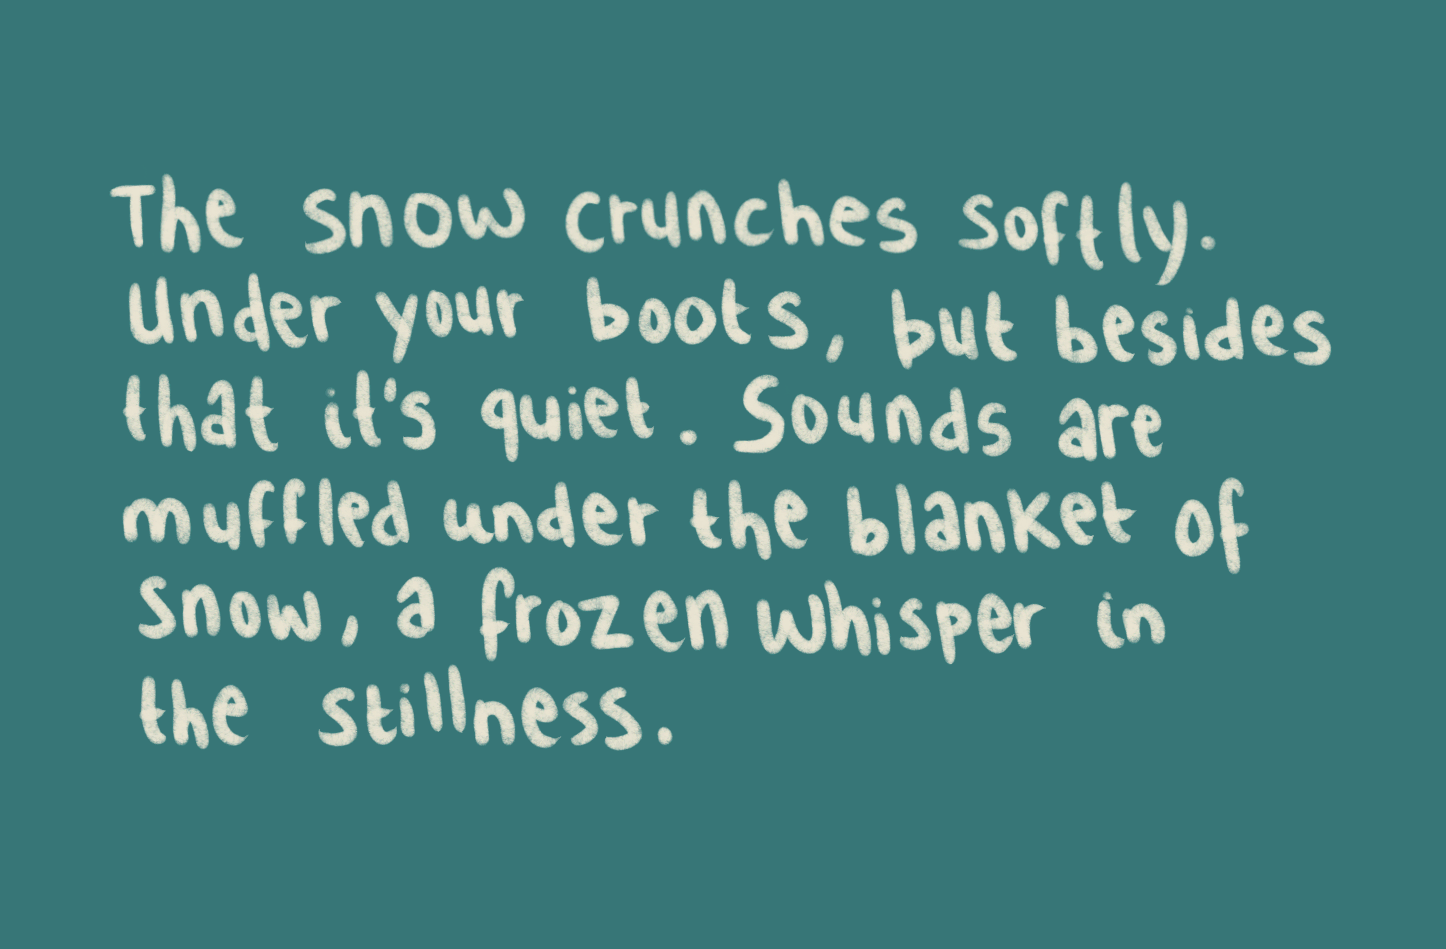 The snow crunches softly.
Under your boots, but besides
that it's quiet. Sounds are
muffled under the blanket of
snow, a frozen whisper in
the stillness.